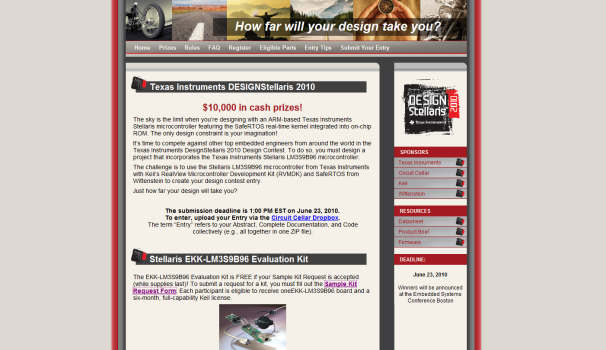 How far will your design take you?
Home Prizes Rules FAQ Register Eligible Parts Entry Tips Submit Your Entry
Texas Instruments DESIGNStellaris 2010
$10,000 in cash prizes!
The sky is the limit when you're designing with an ARM-based Texas Instruments
Stellaris microcontroller featuring the SafeRTOS real-time kernel integrated into on-chip
ROM. The only design constraint is your imagination!
It's time to compete against other top embedded engineers from around the world in the
Texas Instruments DesignStellaris 2010 Design Contest. To do so, you must design a
project that incorporates the Texas Instruments Stellaris LM3S9B96 microcontroller.
The challenge is to use the Stellaris LM3S9B96 microcontroller from Texas Instruments
with Keil's RealView Microcontroller Development Kit (RVMDK) and SafeRTOS from
Wittenstein to create your design contest entry.
Just how far your design will take you?
The submission deadline is 1:00 PM EST on June 23, 2010.
To enter, upload your Entry via the Circuit Cellar Dropbox.
The term "Entry" refers to your Abstract, Complete Documentation, and Code
collectively (e.g., all together in one ZIP file).
Stellaris EKK-LM3S9B96 Evaluation Kit
The EKK-LM3S9B96 Evaluation Kit is FREE if your Sample Kit Request is accepted
(while supplies last)! To submit a request for a kit, you must fill out the Sample Kit
Request Form. Each participant is eligible to receive oneEKK-LM3S9B96 board and a
six-month, full-capability Keil license.
DESIGN
Stellaris
2010
Texas Instruments
SPONSORS
Texas Instruments
Circuit Cellar
Keil
Wittenstein
RESOURCES
Datasheet
Product Brief
Firmware
DEADLINE:
June 23, 2010
Winners will be announced
at the Embedded Systems
Conference Boston